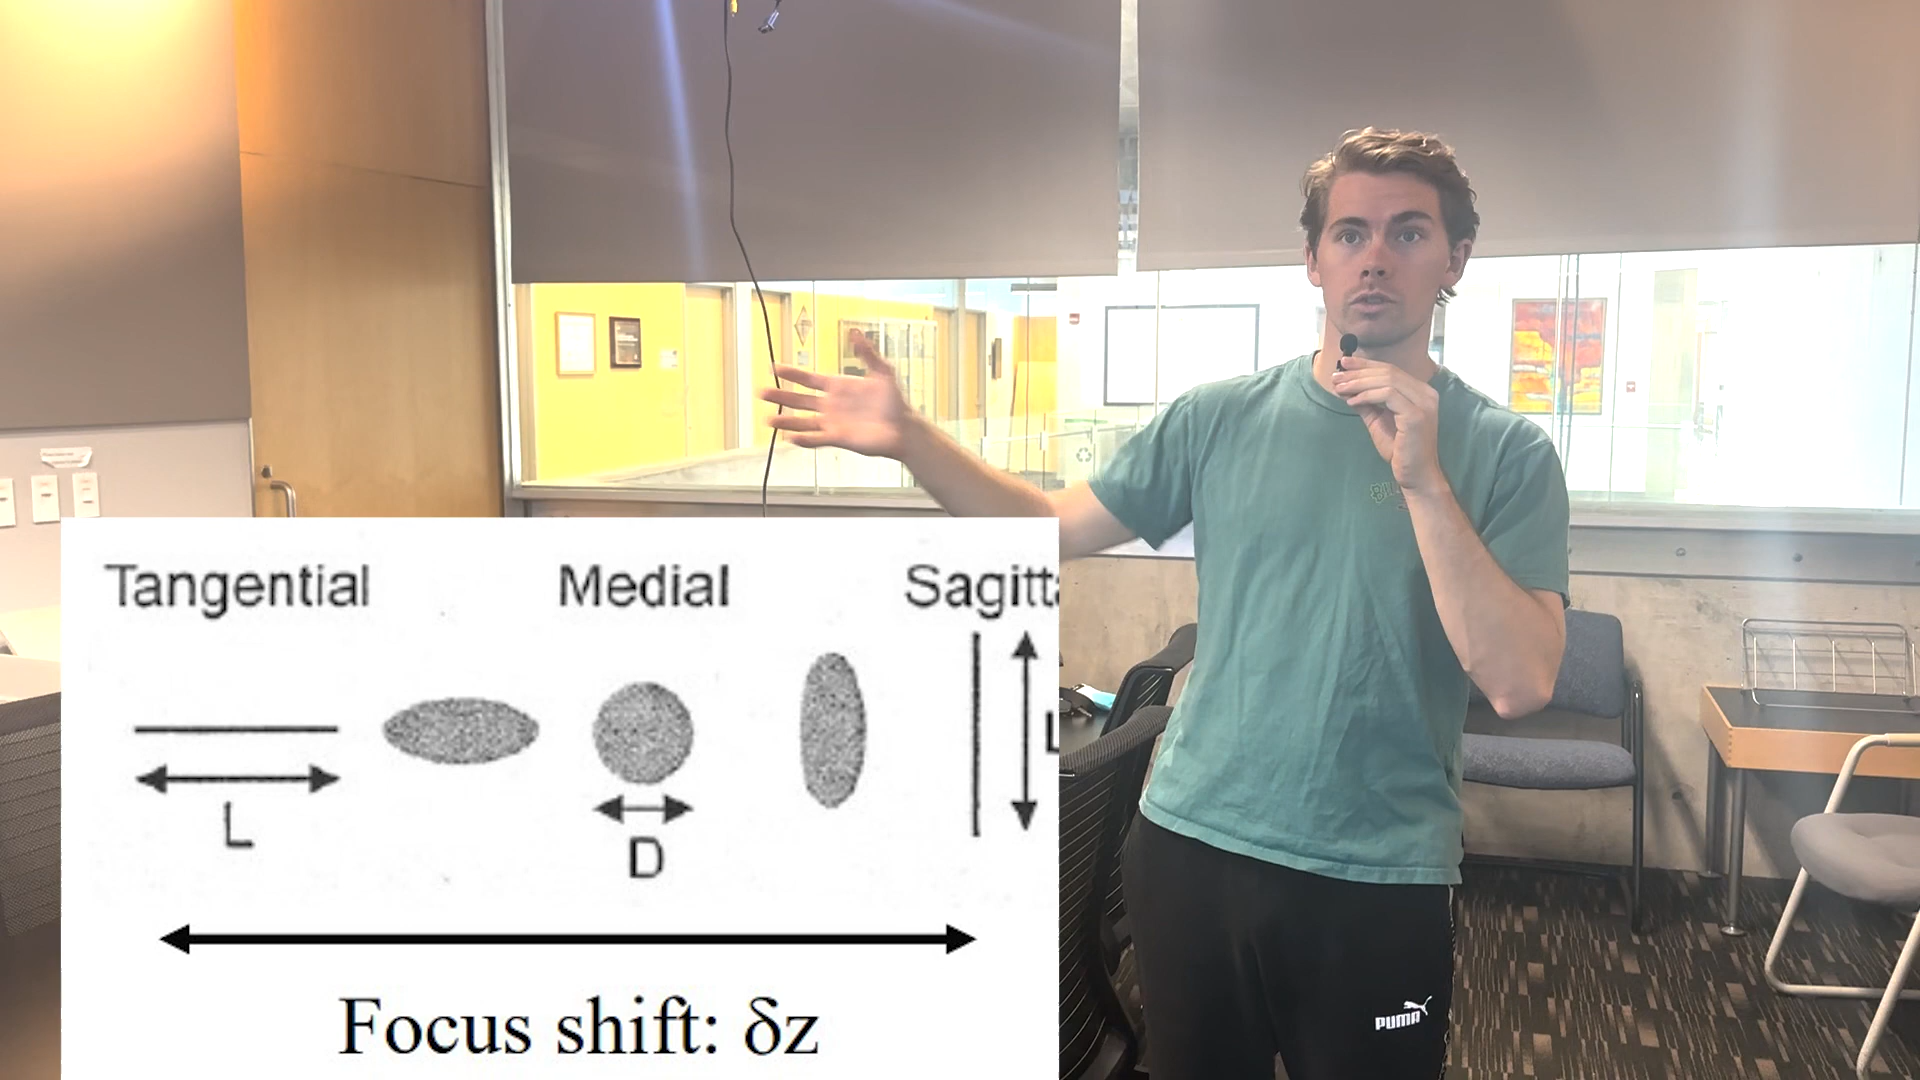 Tangential Medial Sagitta
L
D
L
Focus shift: δz
PUMA